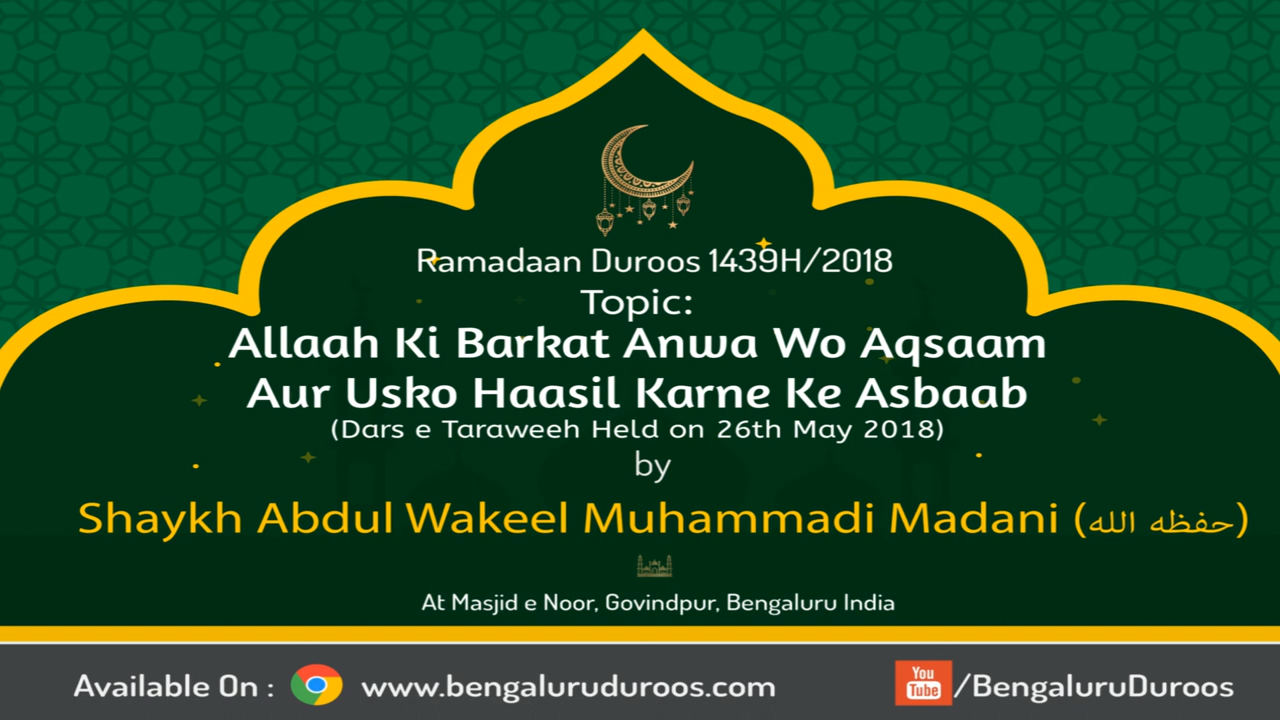 Ramadaan Duroos 1439H/2018
Topic:
Allaah Ki Barkat Anwa Wo Aqsaam
Aur Usko Haasil Karne Ke Asbaab
(Dars e Taraweeh Held on 26th May 2018)
by
Shaykh Abdul Wakeel Muhammadi Madani (حفظه الله)
At Masjid e Noor, Govindpur, Bengaluru India
Available On : www.bengaluruduroos.com You Tube /BengaluruDuroos